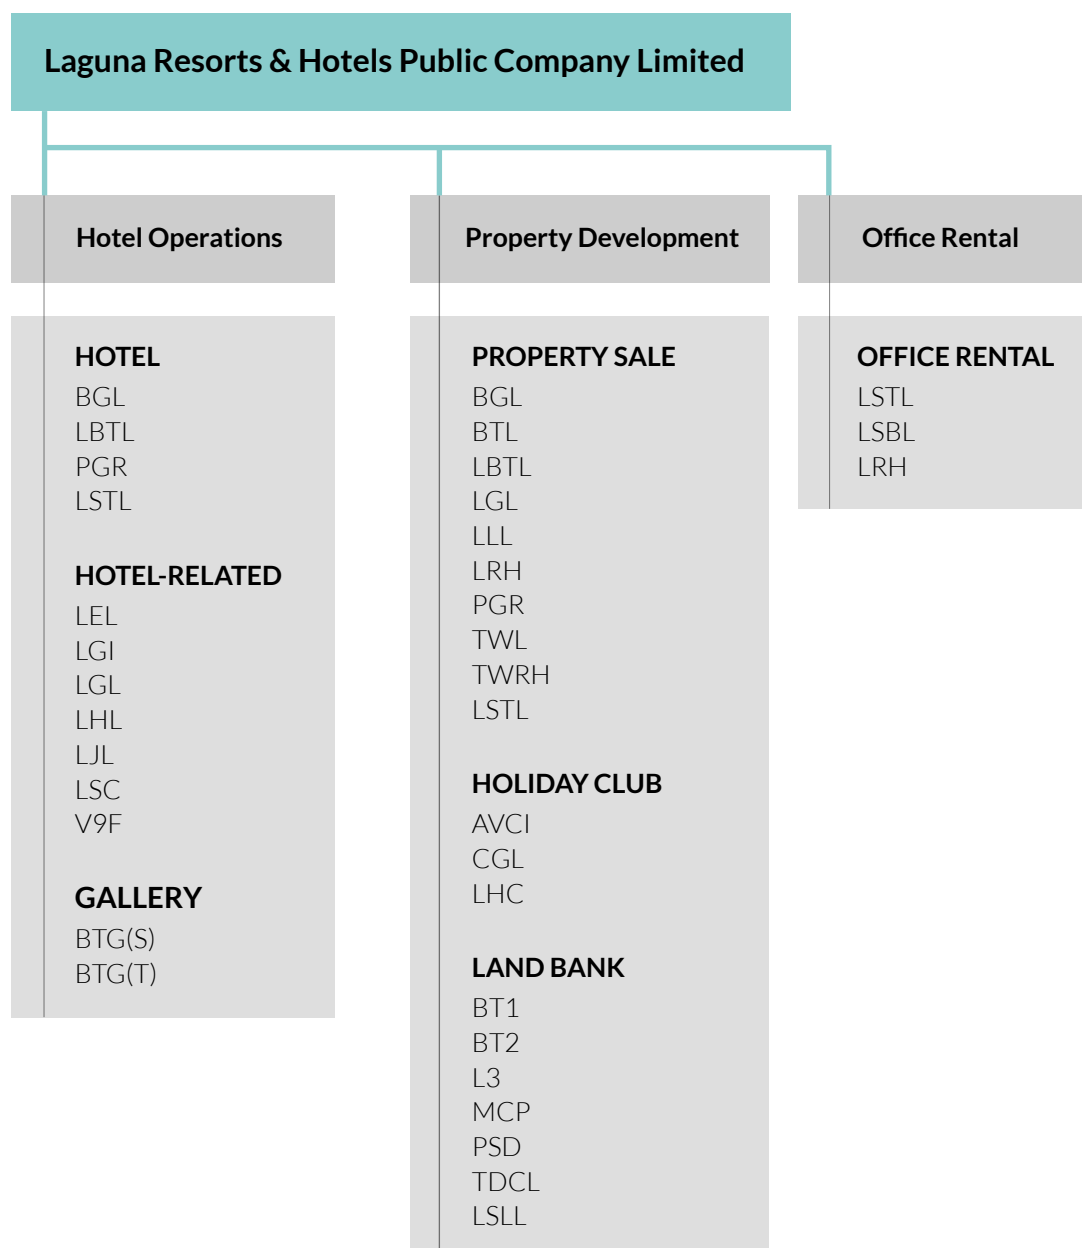 Laguna Resorts & Hotels Public Company Limited
Hotel Operations
HOTEL
BGL
LBTL
PGR
LSTL
HOTEL-RELATED
LEL
LGI
LGL
LHL
LJL
LSC
V9F
GALLERY
BTG(S)
BTG(T)
Property Development
PROPERTY SALE
BGL
BTL
LBTL
LGL
LLL
LRH
PGR
TWL
TWRH
LSTL
HOLIDAY CLUB
AVCI
CGL
LHC
LAND BANK
BT1
BT2
L3
MCP
PSD
TDCL
LSLL
Office Rental
OFFICE RENTAL
LSTL
LSBL
LRH